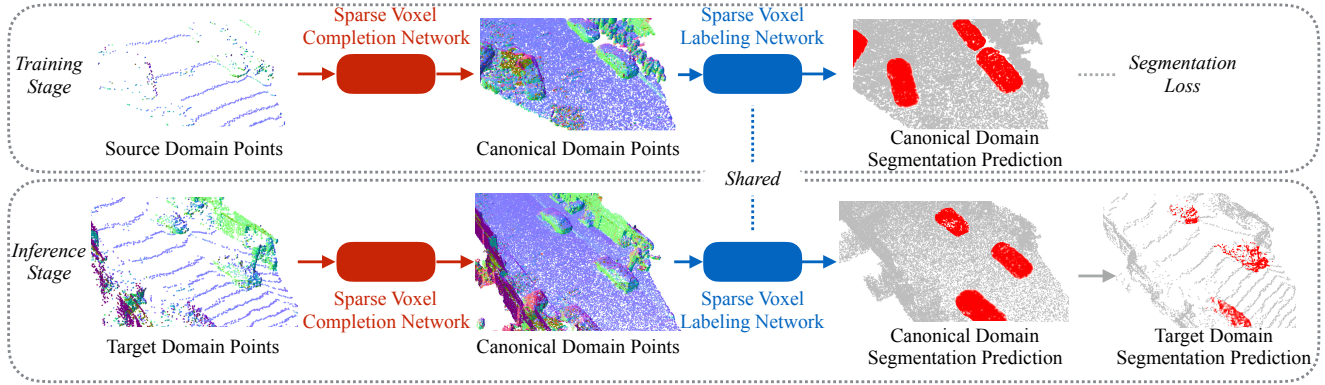 Sparse Voxel
Completion Network
Sparse Voxel
Labeling Network
Training
Stage
Segmentation
Loss
Source Domain Points
Canonical Domain Points
Canonical Domain
Segmentation Prediction
Shared
Inference
Stage
Sparse Voxel
Completion Network
Sparse Voxel
Labeling Network
Target Domain Points
Canonical Domain Points
Canonical Domain
Segmentation Prediction
Target Domain
Segmentation Prediction